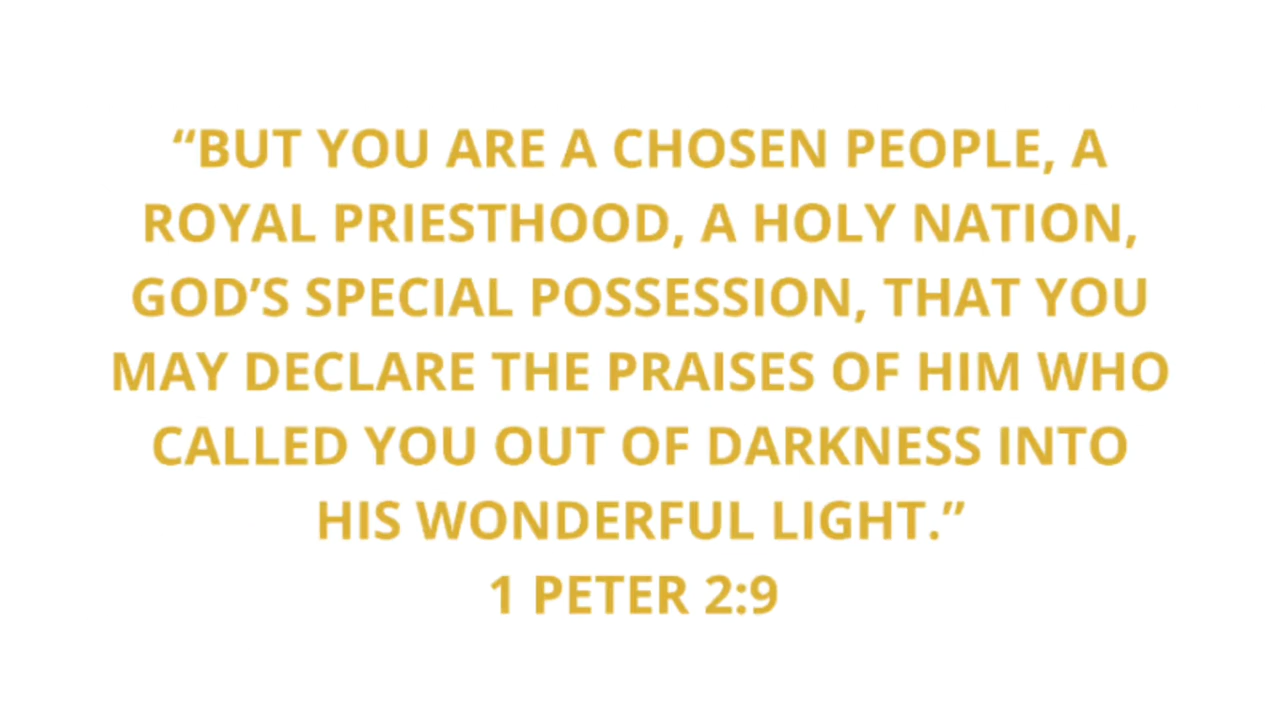 “BUT YOU ARE A CHOSEN PEOPLE, A
ROYAL PRIESTHOOD, A HOLY NATION,
GOD’S SPECIAL POSSESSION, THAT YOU
MAY DECLARE THE PRAISES OF HIM WHO
CALLED YOU OUT OF DARKNESS INTO
HIS WONDERFUL LIGHT.”
1 PETER 2:9